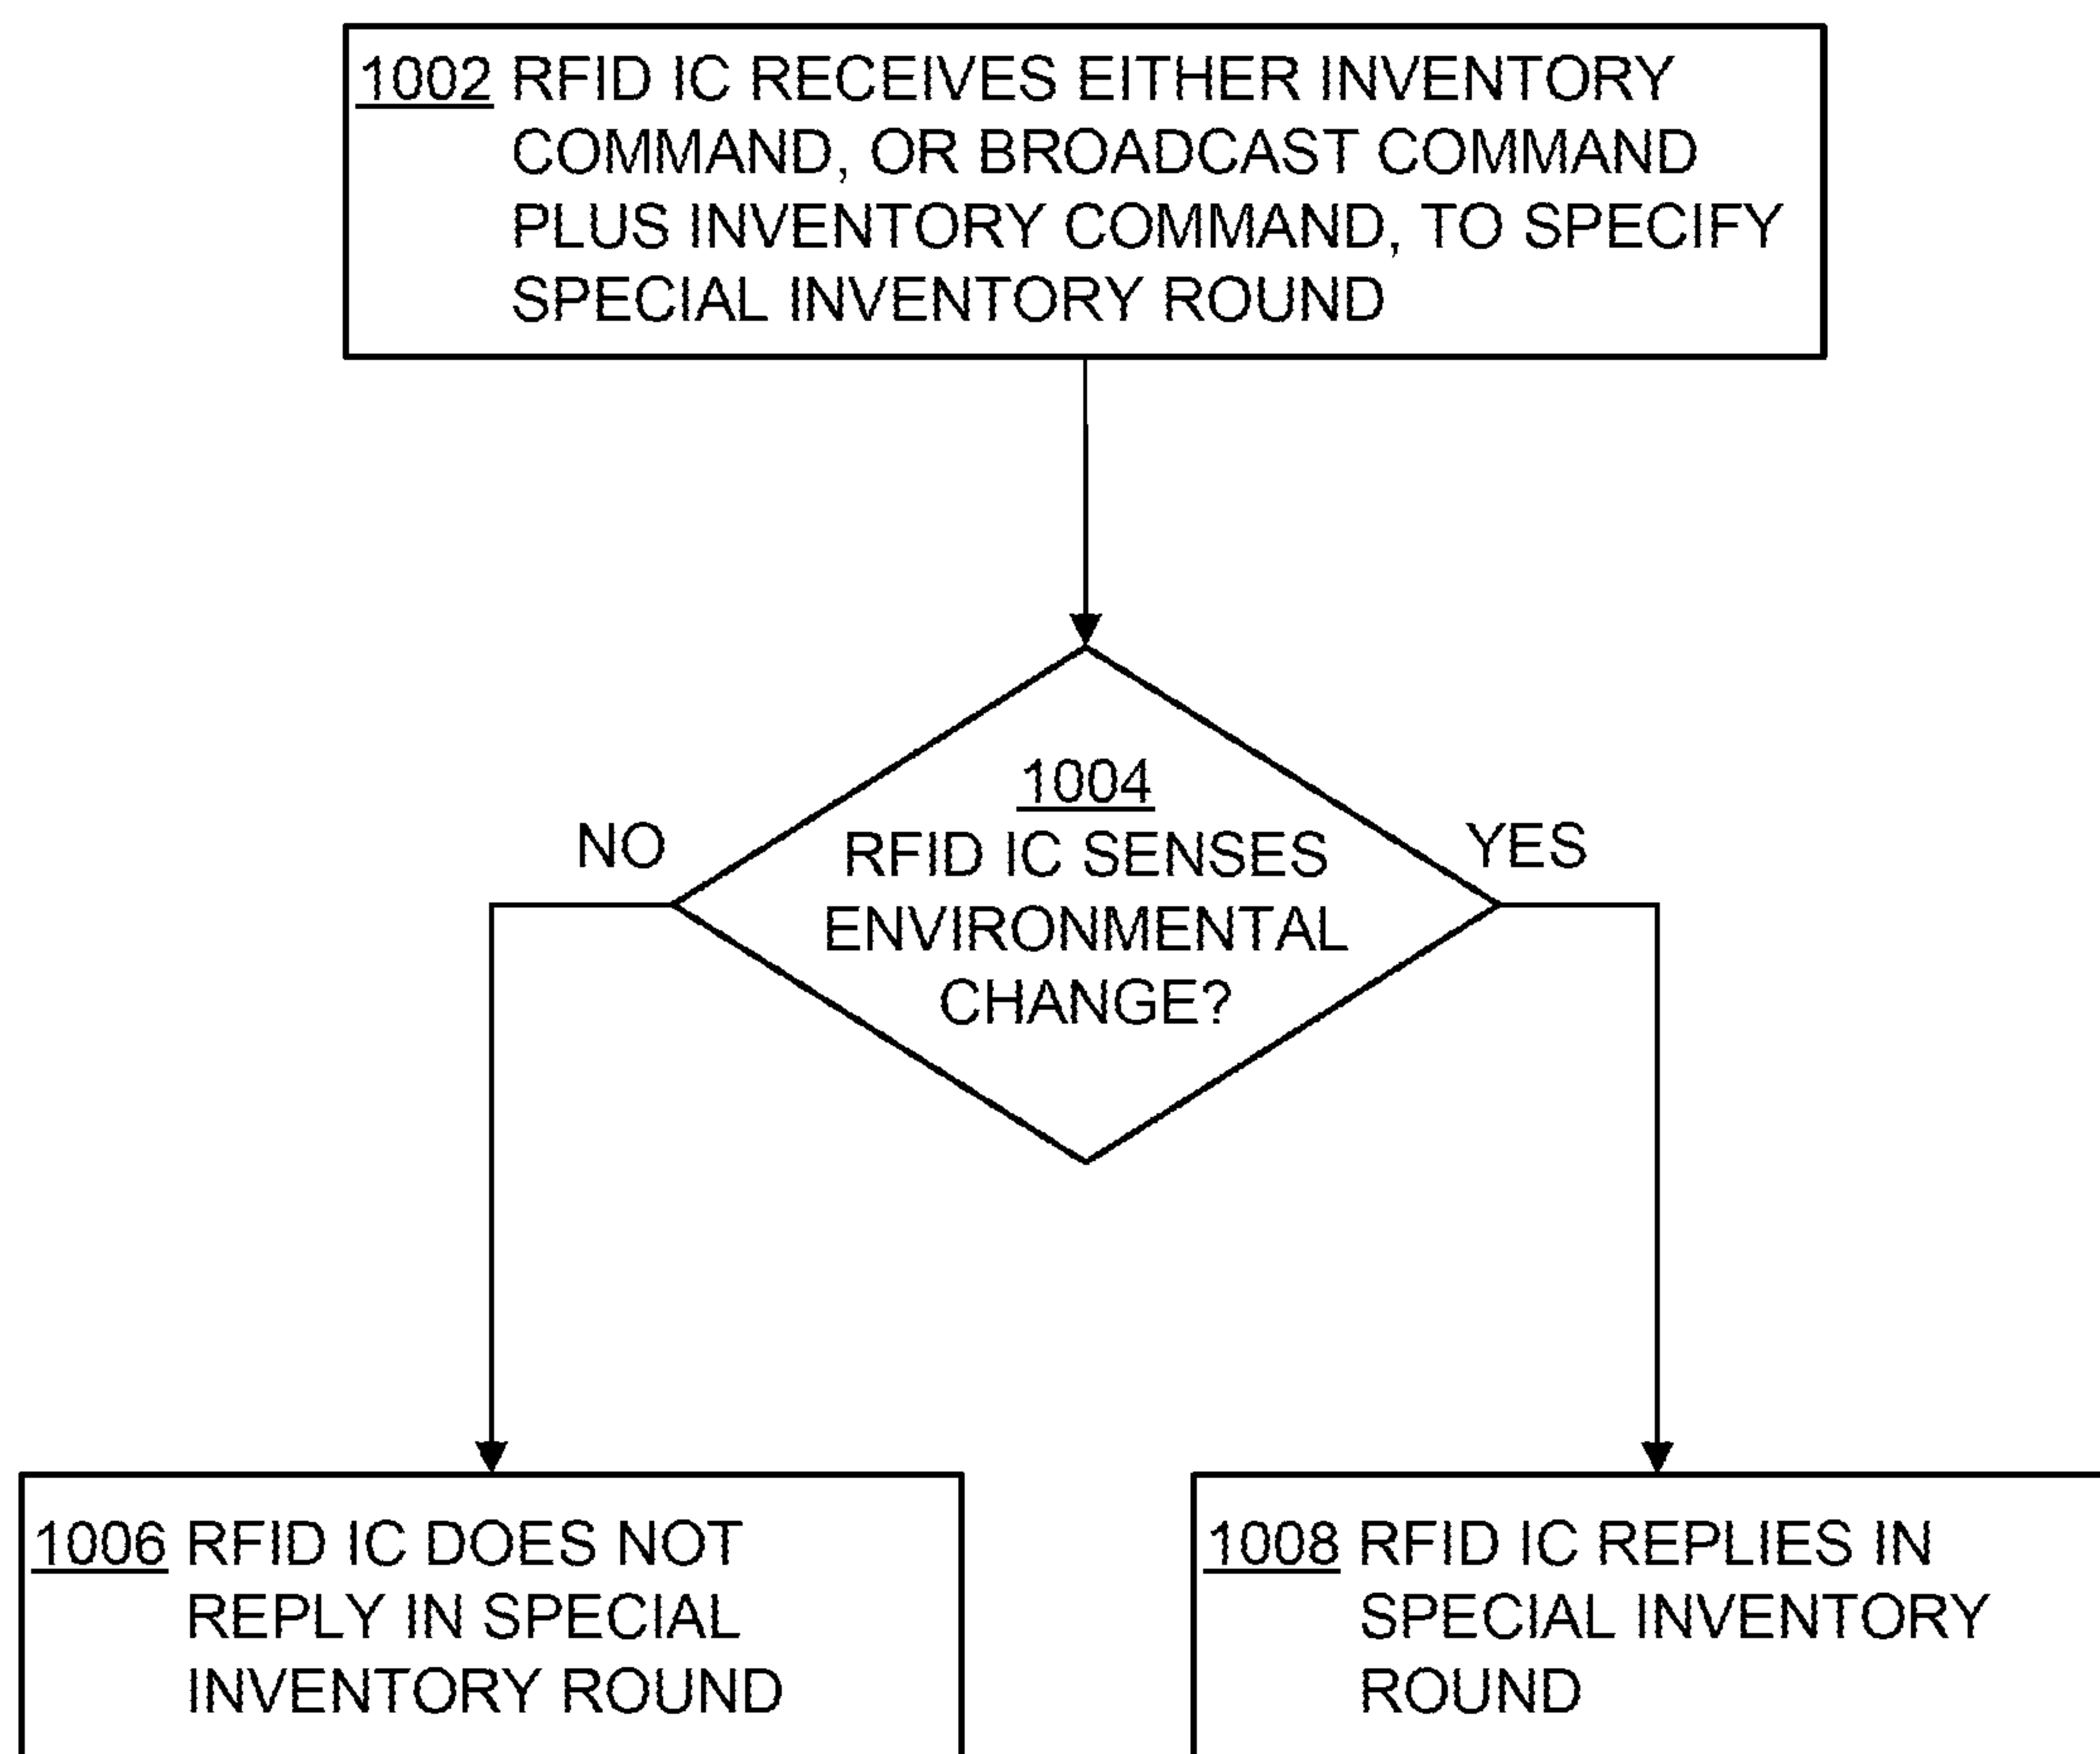 1002 RFID IC RECEIVES EITHER INVENTORY
COMMAND, OR BROADCAST COMMAND
PLUS INVENTORY COMMAND, TO SPECIFY
SPECIAL INVENTORY ROUND
1004
RFID IC SENSES
ENVIRONMENTAL
CHANGE?
NO
YES
1006 RFID IC DOES NOT
REPLY IN SPECIAL
INVENTORY ROUND
1008 RFID IC REPLIES IN
SPECIAL INVENTORY
ROUND